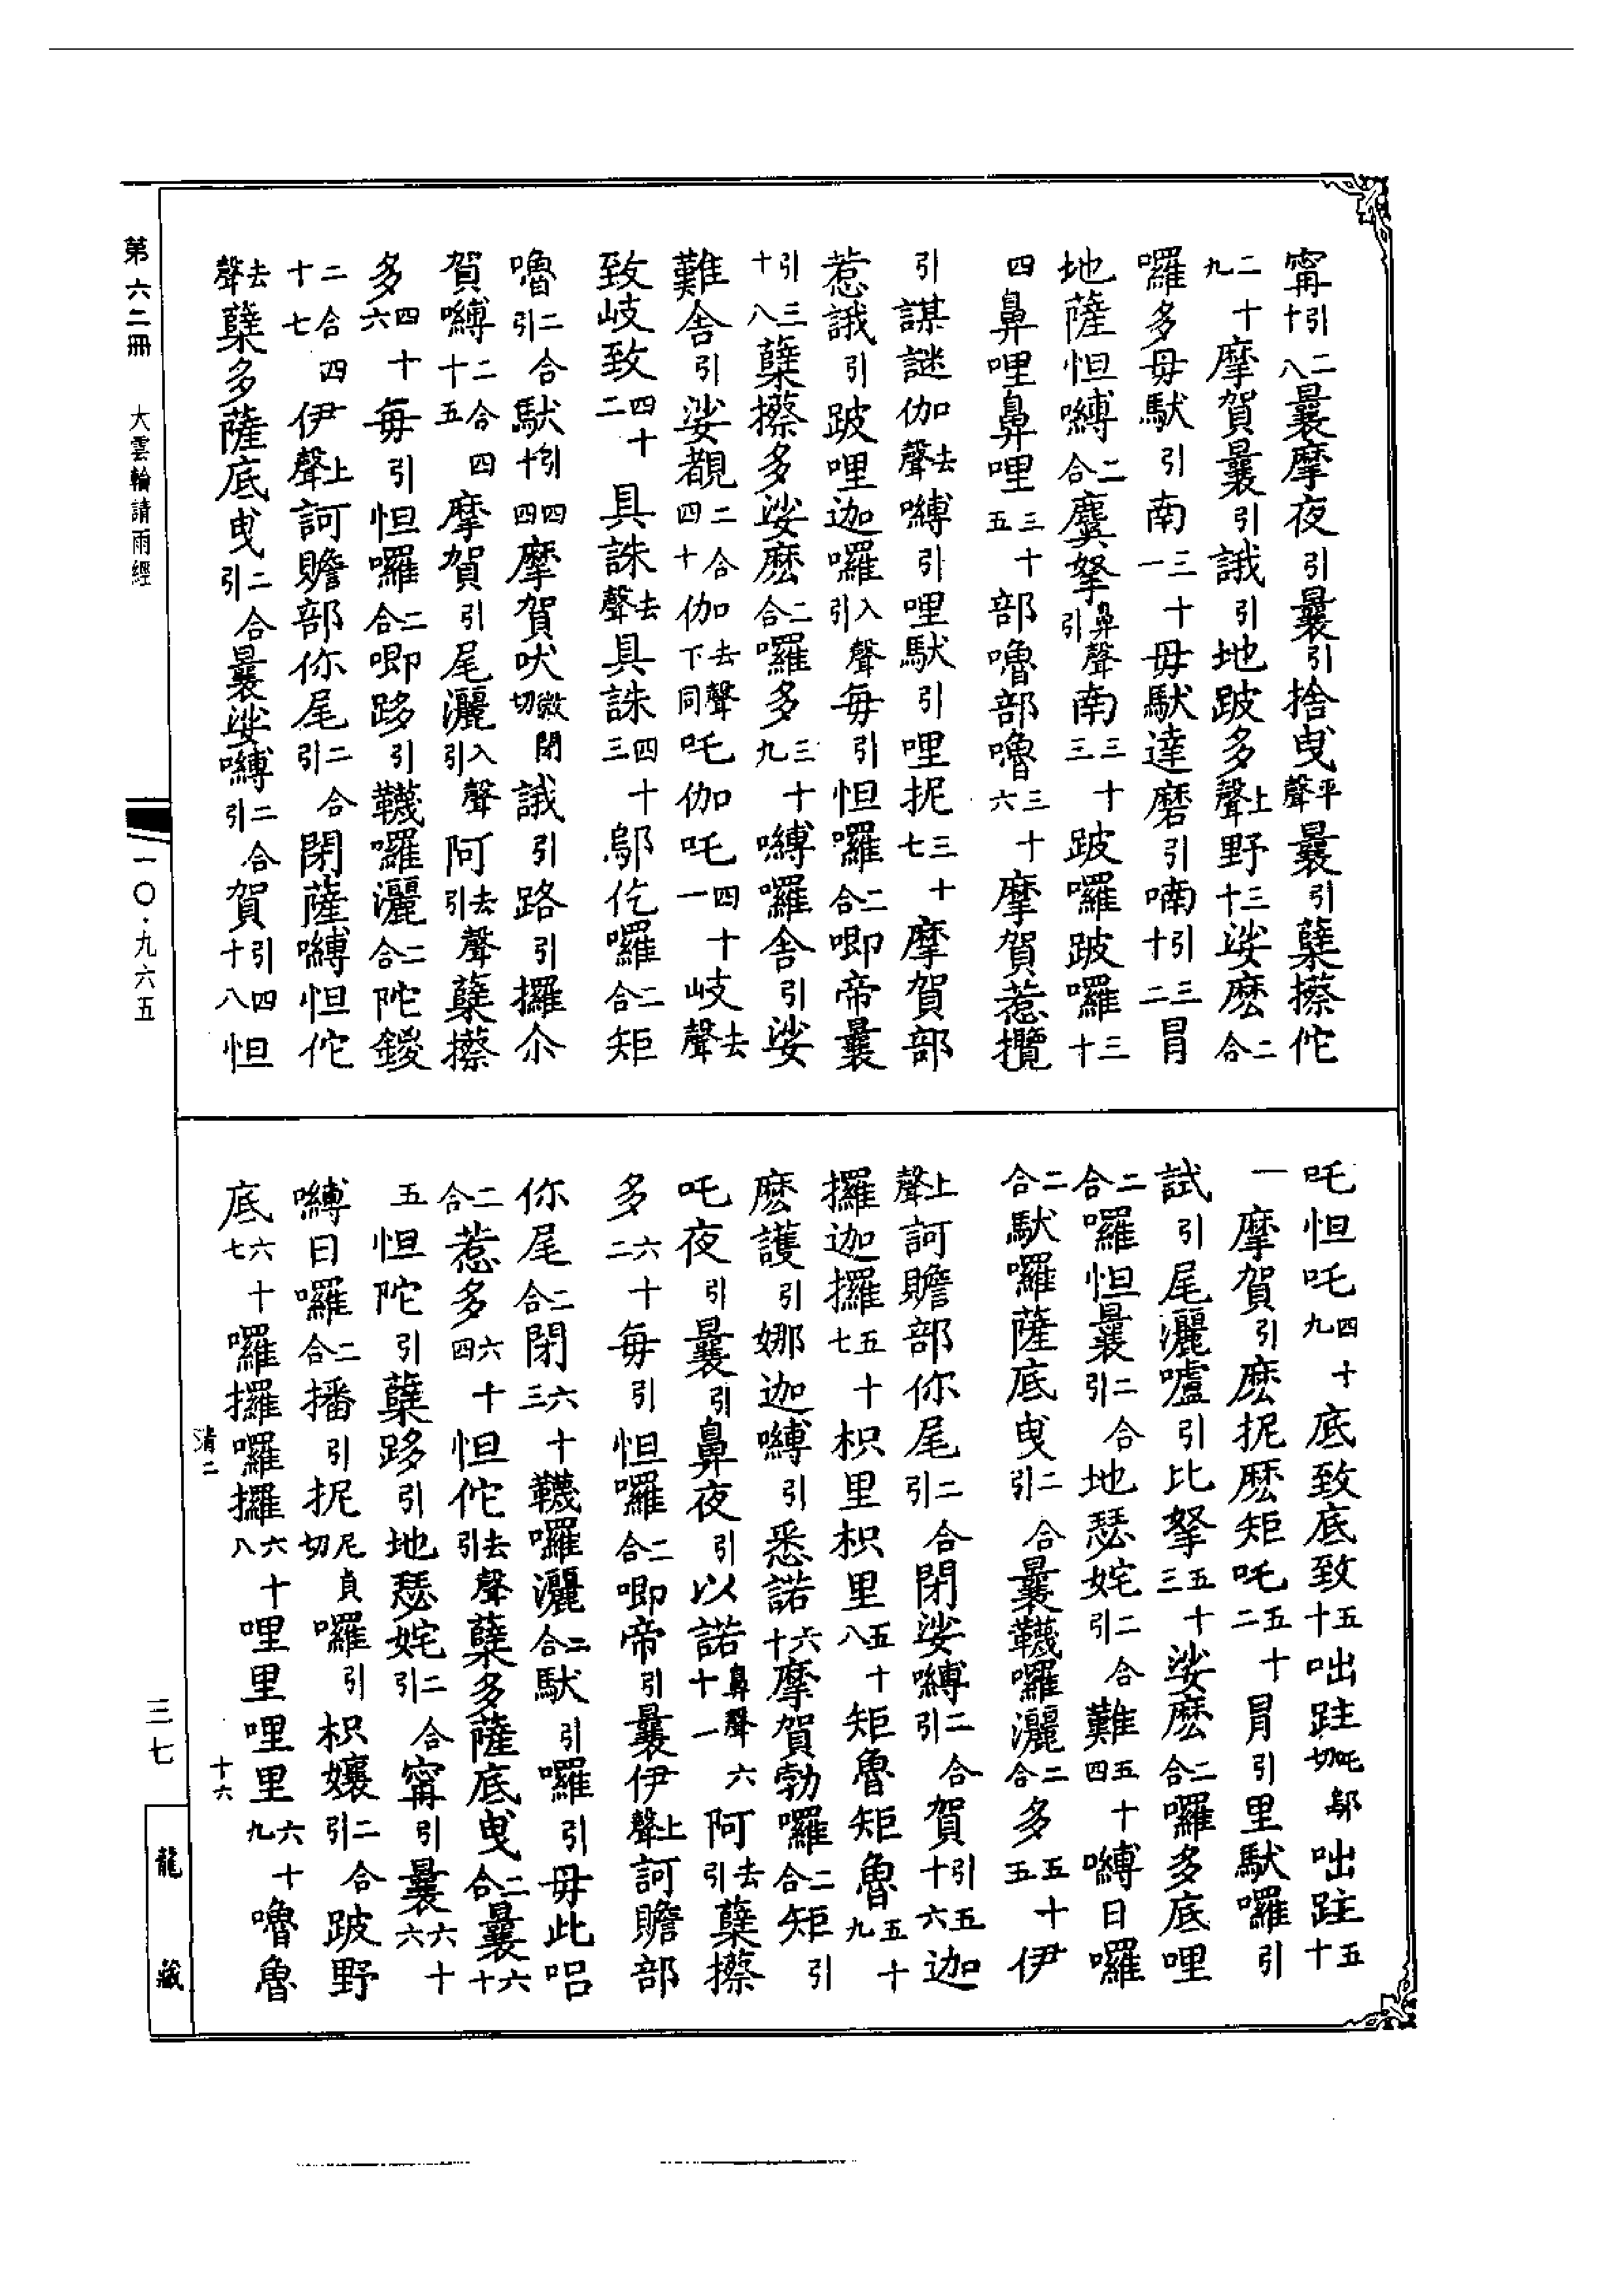 甯引二十八曩摩夜引曩引捨曳平聲曩引櫱攃佗
二十九摩賀曩引誐引地跛多上聲野三十娑麽二合
囉多毋馱引南三十一毋馱達磨引喃引三十二冐
地薩怛嚩二合麌拏鼻聲引南三十三跛囉跛囉三十
四鼻哩鼻哩三十五部嚕部嚕三十六摩賀惹攬
引謀謎伽去聲嚩引哩馱引哩抳三十七摩賀部
惹誐引跛哩迦囉入聲引毎引怛囉二合唧帝曩
引三十八櫱攃多娑麽二合囉多三十九嚩囉舍引娑
難舍引娑覩二合四十伽去聲下同吒伽吒四十一岐去聲
致岐致四十二具誅去聲具誅四十三鄔仡囉二合矩
嚕二合引馱引四十四摩賀吠微閉切誐引路引攞尒
賀嚩二合四十五摩賀引尾灑入聲引阿去聲引櫱攃
多四十六毎引怛囉二合唧跢引韈囉灑二合陀鑁
二合四十七伊上聲訶贍部你尾二合引閉薩嚩怛佗
去聲櫱多薩底曳二合引曩娑嚩二合引賀引四十八怛
吒怛吒四十九底致底致五十咄跓吒鄔切咄跓五十
一摩賀引麽抳麽矩吒五十二冐引里馱囉引
試引尾灑嚧引比拏五十三娑麽二合囉多底哩
二合囉怛曩二合引地瑟姹二合引難五十四嚩日囉
二合馱囉薩底曳二合引曩韈囉灑二合多五十五伊
上聲訶贍部你尾二合引閉娑嚩二合引賀引五十六迦
攞迦攞五十七枳里枳里五十八矩魯矩魯五十九
麽護引娜迦嚩引悉諾六十摩賀勃囉二合矩引
吒夜引曩引鼻夜引以諾鼻聲六十一阿去引櫱攃
多六十二毎引怛囉二合唧帝引曩伊上聲訶贍部
你尾二合閉六十三韈囉灑二合馱引囉引毋此呾
二合惹多六十四怛佗去聲引櫱多薩底曳二合曩六十
五怛陀引櫱跢引地瑟姹二合引甯引曩六十六
嚩日囉二合播引抳尼貞切囉引枳孃二合引跛野
底六十七囉攞囉攞六十八哩里哩里六十九嚕魯
第六二冊
大雲輪請雨經
一〇·九六五
清二
十六
三七
龍藏